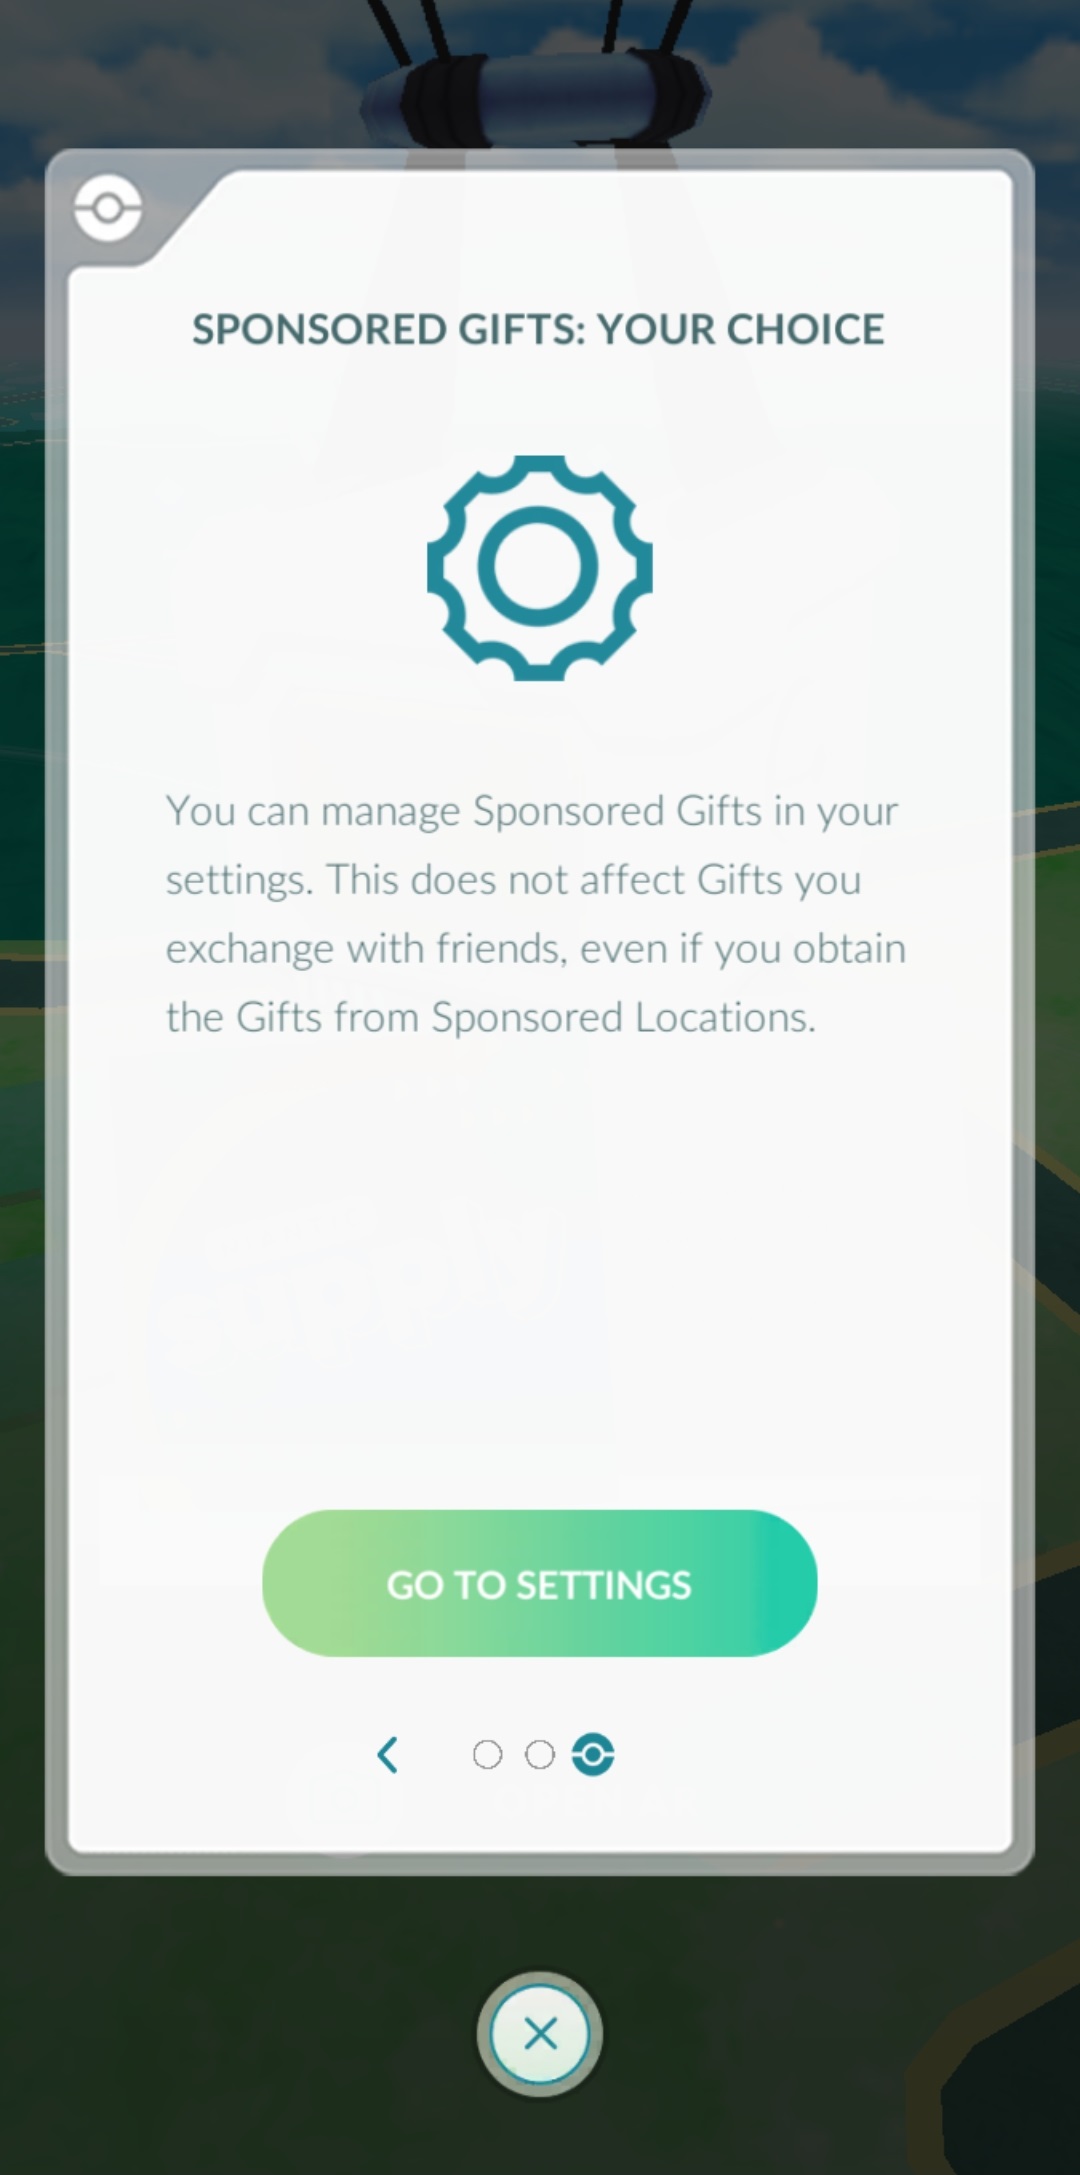 SPONSORED GIFTS: YOUR CHOICE
You can manage Sponsored Gifts in your
settings. This does not affect Gifts you
exchange with friends, even if you obtain
the Gifts from Sponsored Locations.
GO TO SETTINGS